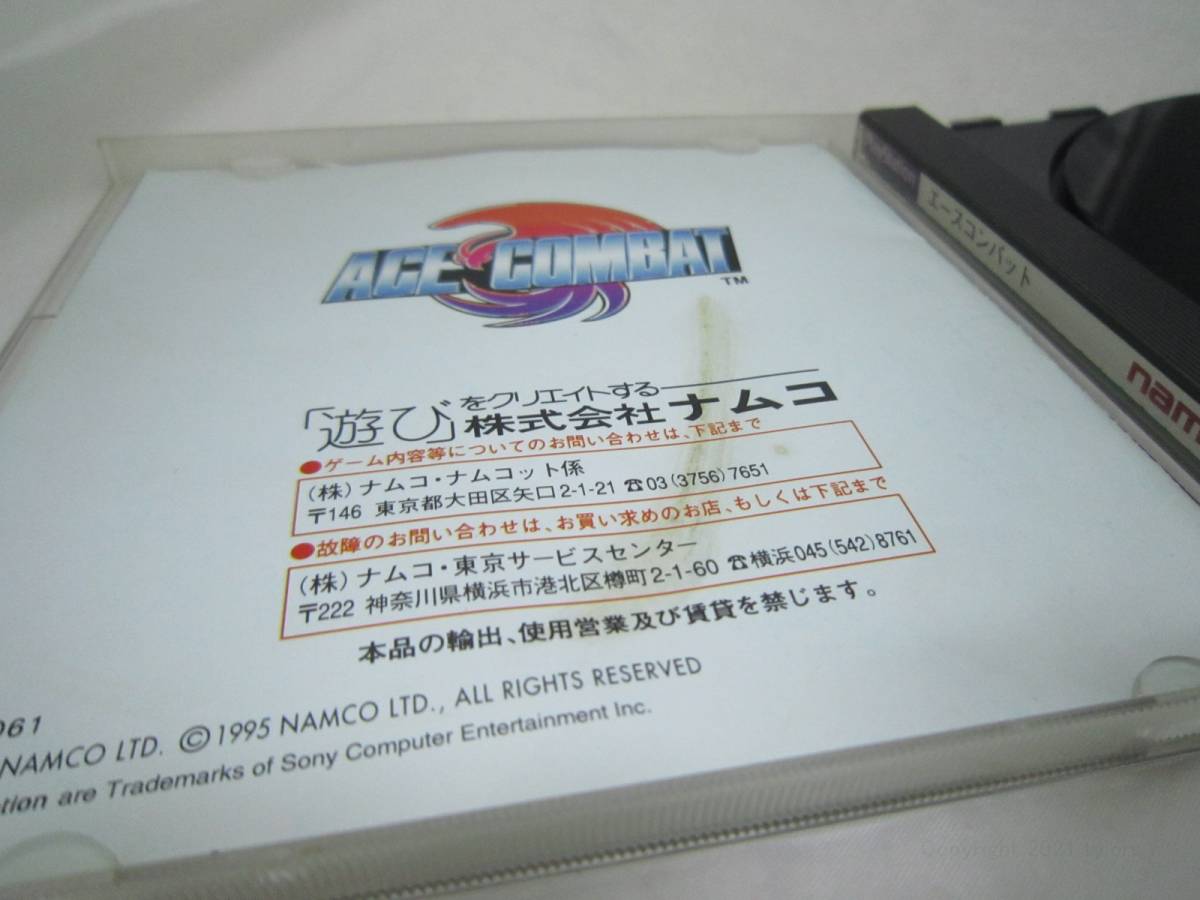 ACE COMBAT
TM
「遊び」をクリエイトする
株式会社ナムコ
●ゲーム内容等についてのお問い合わせは、下記まで
(株)ナムコ・ナムコット係
〒146 東京都大田区矢口2-1-21 ☎03(3756)7651
●故障のお問い合わせは、お買い求めのお店、もしくは下記まで
(株)ナムコ・東京サービスセンター
〒222 神奈川県横浜市港北区樽町2-1-60 ☎横浜045(542)8761
本品の輸出、使用営業及び賃貸を禁じます。
061
NAMCO LTD. ©1995 NAMCO LTD., ALL RIGHTS RESERVED
tion are Trademarks of Sony Computer Entertainment Inc.
PlayStation
エースコンバット
nam